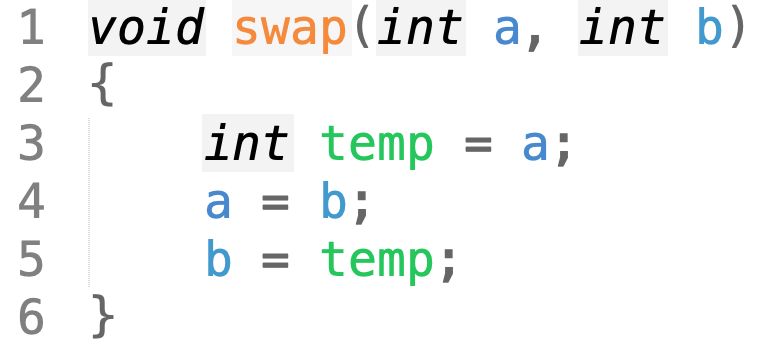 1 void swap(int a, int b)
2 {
3     int temp = a;
4     a = b;
5     b = temp;
6 }